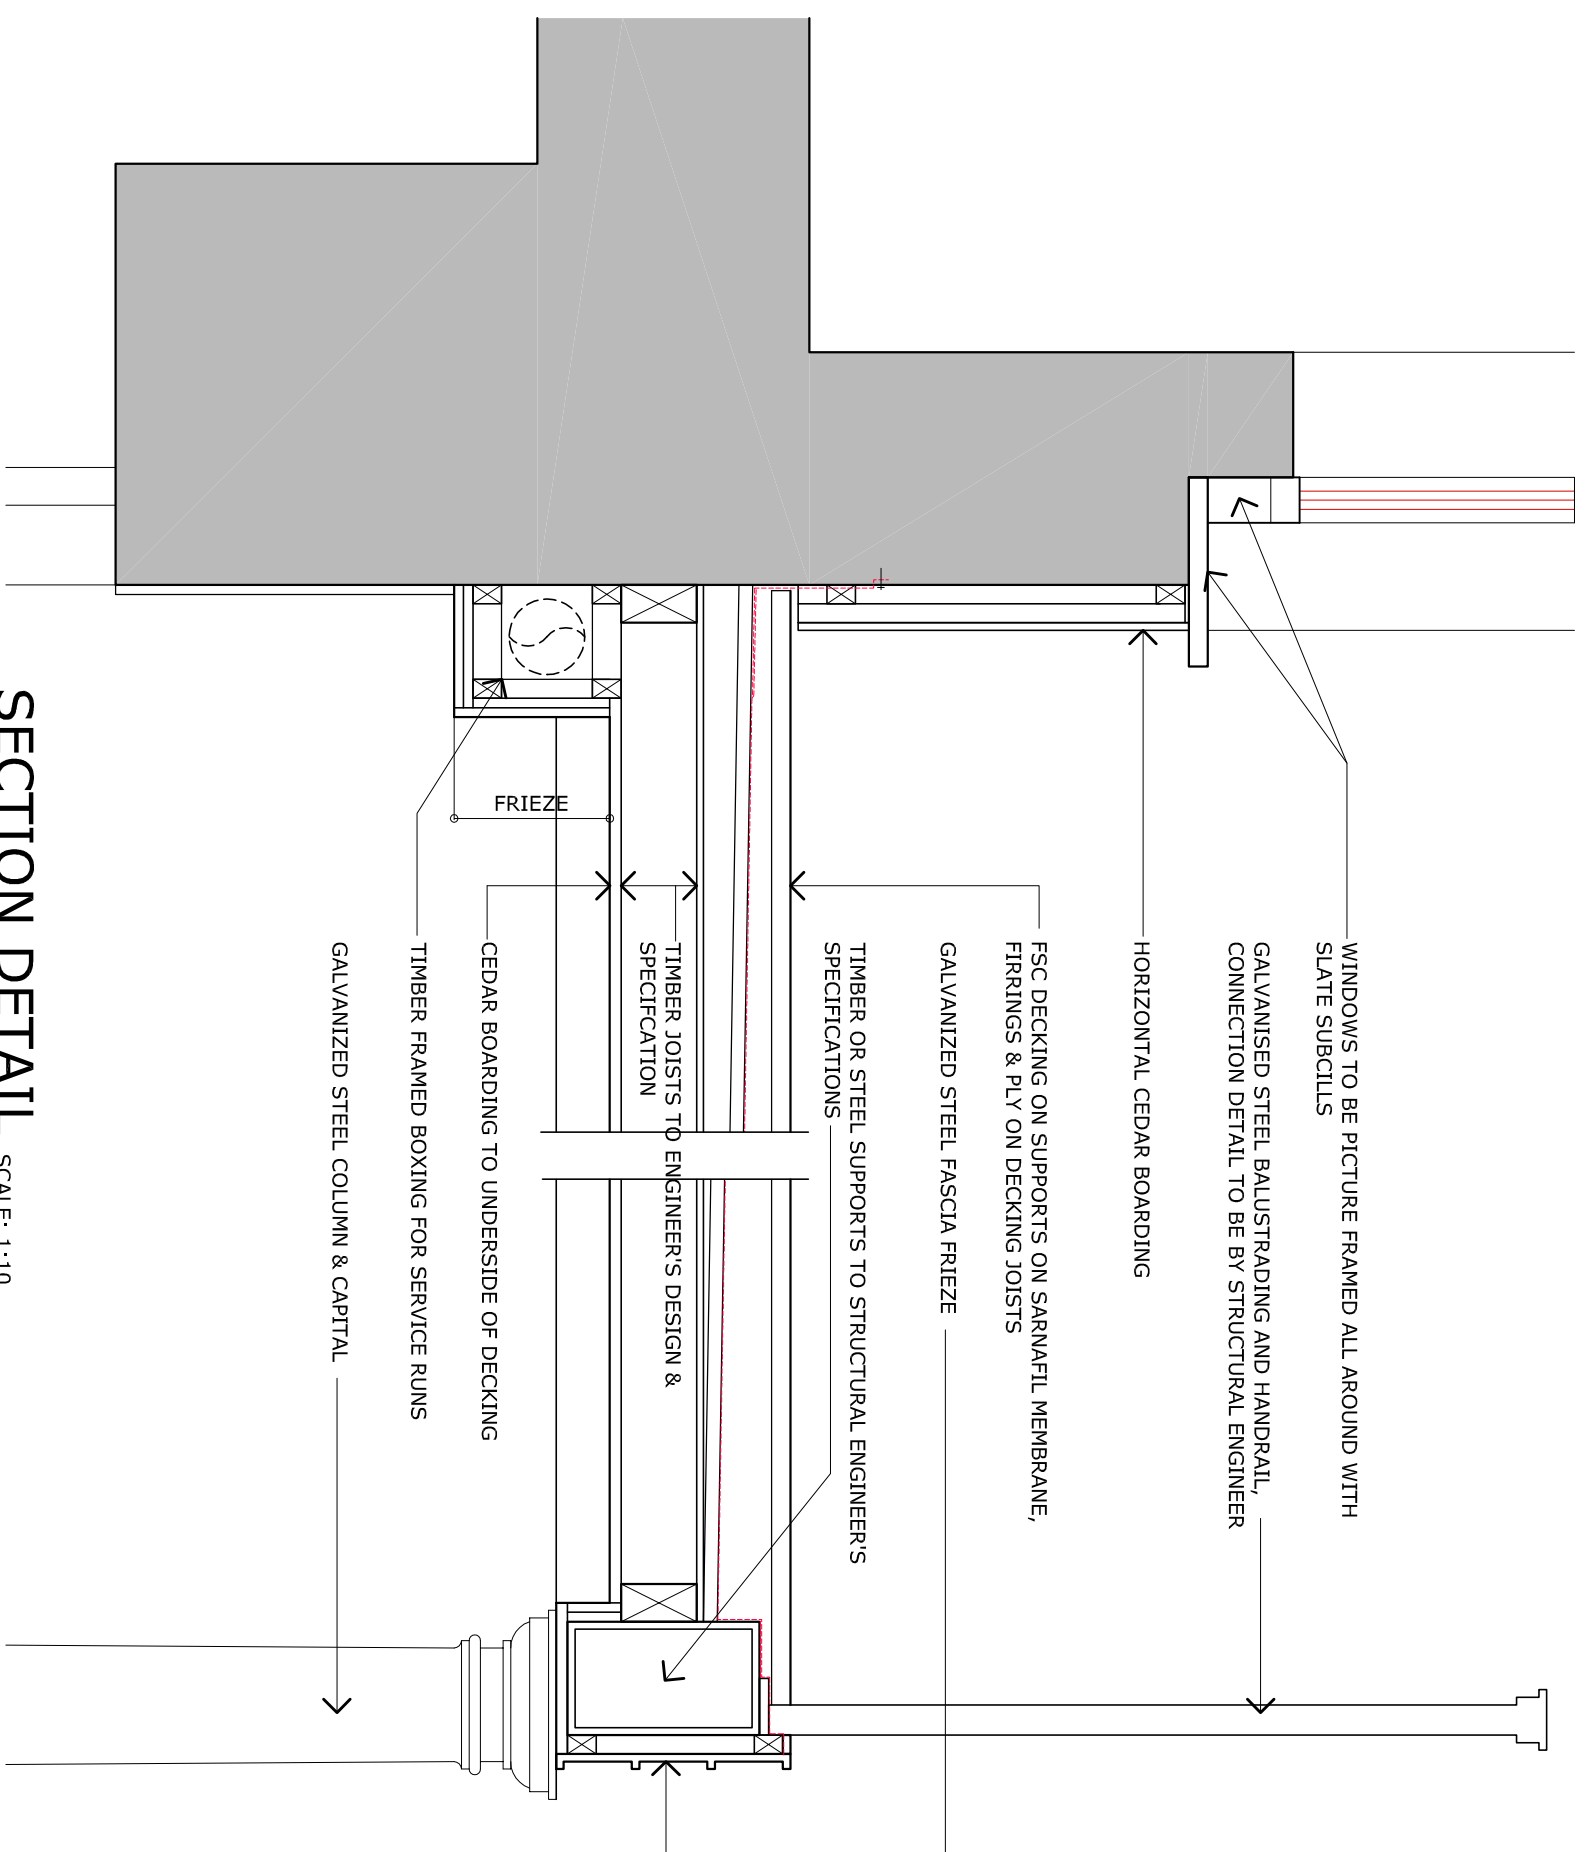 WINDOWS TO BE PICTURE FRAMED ALL AROUND WITH
SLATE SUBCILLS
GALVANISED STEEL BALUSTRADING AND HANDRAIL,
CONNECTION DETAIL TO BE BY STRUCTURAL ENGINEER
HORIZONTAL CEDAR BOARDING
FSC DECKING ON SUPPORTS ON SARNAFIL MEMBRANE,
FIRRINGS & PLY ON DECKING JOISTS
GALVANIZED STEEL FASCIA FRIEZE
TIMBER OR STEEL SUPPORTS TO STRUCTURAL ENGINEER'S
SPECIFICATIONS
TIMBER JOISTS TO ENGINEER'S DESIGN &
SPECIFCATION
FRIEZE
CEDAR BOARDING TO UNDERSIDE OF DECKING
TIMBER FRAMED BOXING FOR SERVICE RUNS
GALVANIZED STEEL COLUMN & CAPITAL
SECTION DETAIL SCALE: 1:10